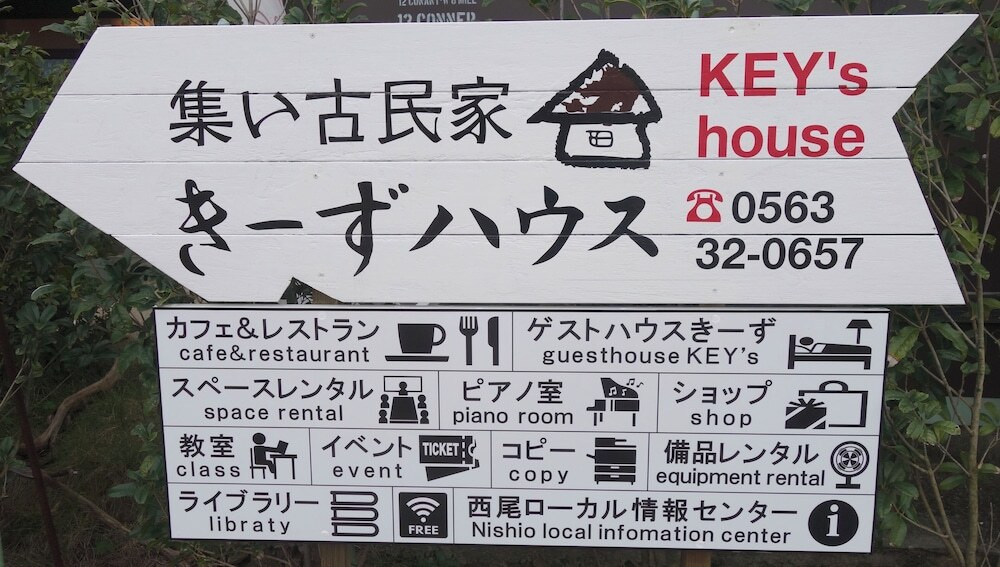 12 CONNER
集い古民家
KEY's
house
きーずハウス
0563
32-0657
カフェ&レストラン
cafe&restaurant
ゲストハウスきーず
guesthouse KEY's
スペースレンタル
space rental
ピアノ室
piano room
ショップ
shop
教室
class
イベント
event
TICKET
コピー
copy
備品レンタル
equipment rental
ライブラリー
libraty
FREE
西尾ローカル情報センター
Nishio local infomation center
i